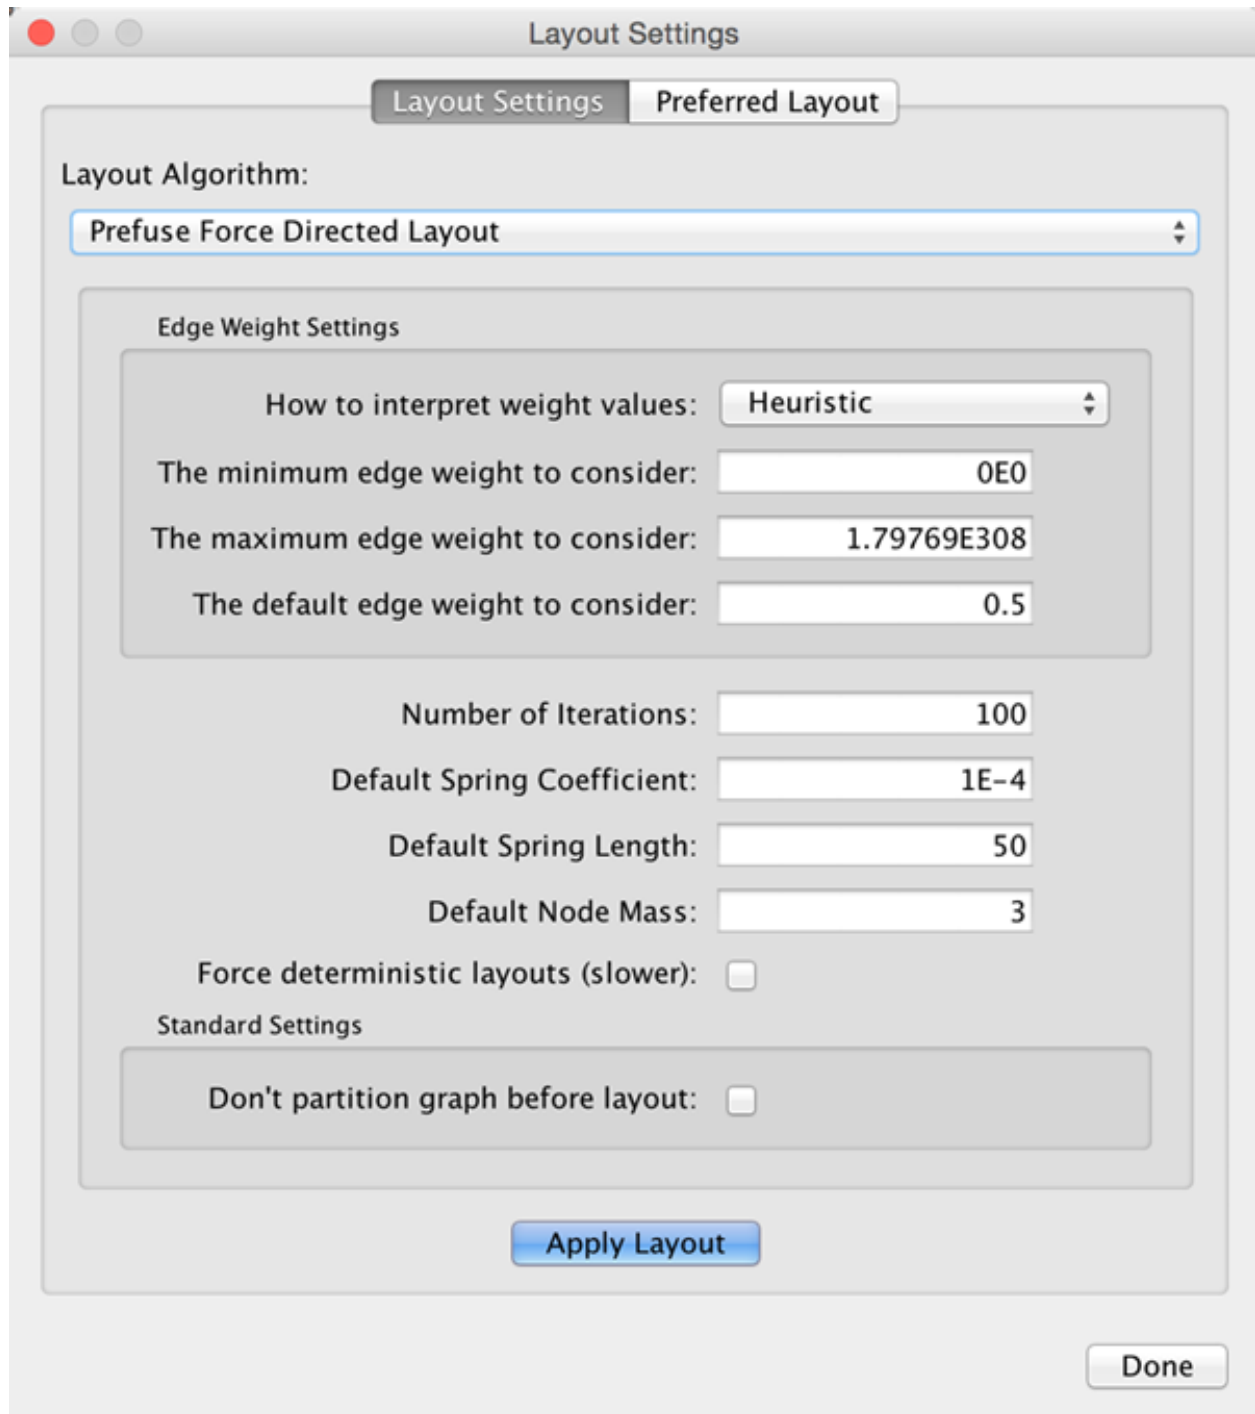 Layout Settings
Layout Settings Preferred Layout
Layout Algorithm:
Prefuse Force Directed Layout
Edge Weight Settings
How to interpret weight values: Heuristic
The minimum edge weight to consider: 0E0
The maximum edge weight to consider: 1.79769E308
The default edge weight to consider: 0.5
Number of Iterations: 100
Default Spring Coefficient: 1E-4
Default Spring Length: 50
Default Node Mass: 3
Force deterministic layouts (slower):
Standard Settings
Don't partition graph before layout:
Apply Layout
Done